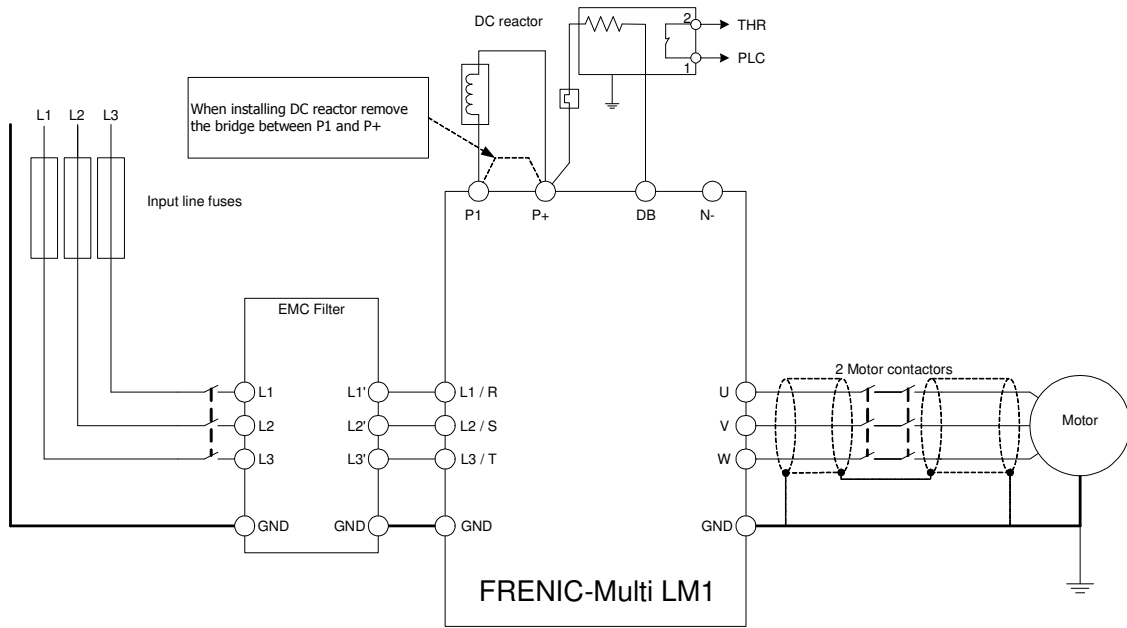 DC reactor
2
THR
PLC
1
When installing DC reactor remove
the bridge between P1 and P+
L1 L2 L3
Input line fuses
P1 P+ DB N-
EMC Filter
2 Motor contactors
L1 L1' L1 / R U
L2 L2' L2 / S V
Motor
L3 L3' L3 / T W
GND GND GND GND
FRENIC-Multi LM1